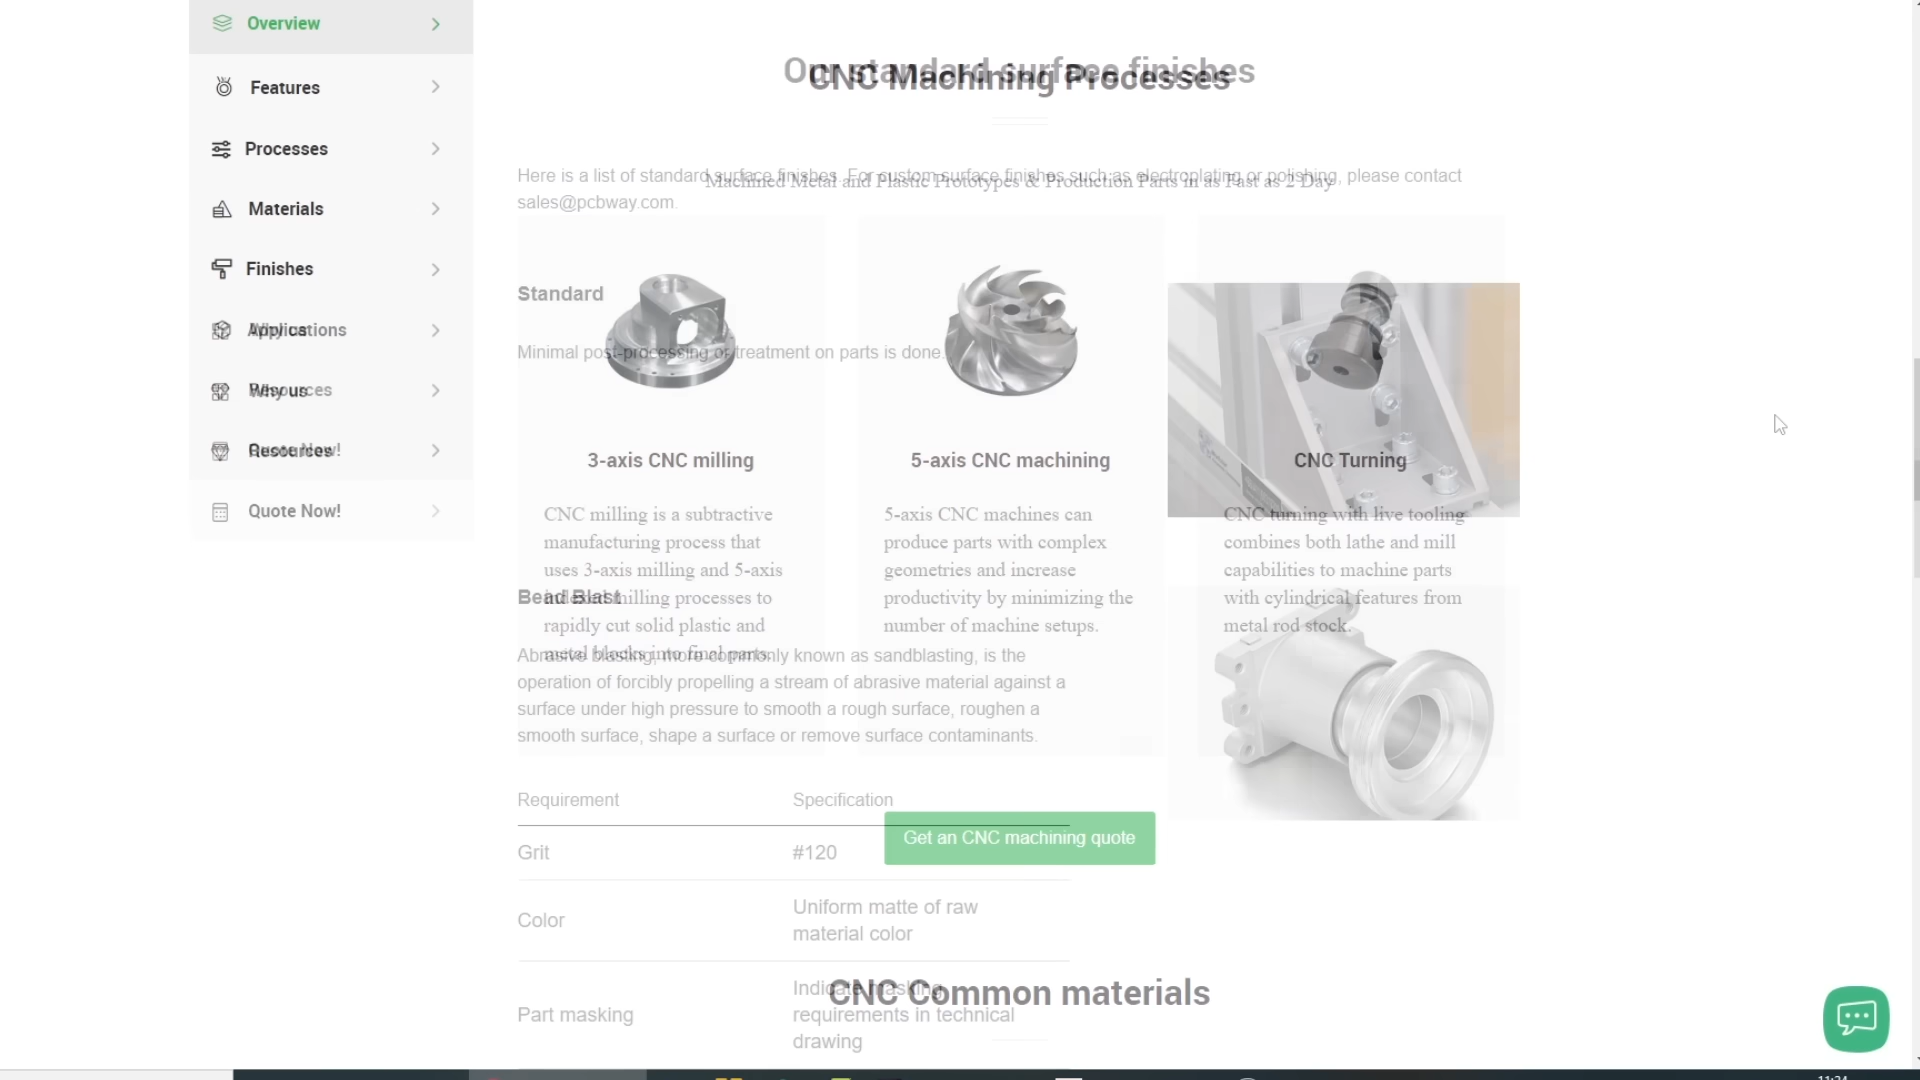 Overview
Features
Processes
Materials
Finishes
Applications
Why us
Why us
Resources
Resources
Quote Now!
Quote Now!
Our standard surface finishes
CNC Machining Processes
Here is a list of standard surface finishes. For custom surface finishes such as electroplating or polishing, please contact
sales@pcbway.com.
Machined Metal and Plastic Prototypes & Production Parts in as Fast as 2 Day
Standard
Minimal post-processing or treatment on parts is done.
3-axis CNC milling
CNC milling is a subtractive
manufacturing process that
uses 3-axis milling and 5-axis
indexed milling processes to
rapidly cut solid plastic and
metal blocks into final parts.
5-axis CNC machining
5-axis CNC machines can
produce parts with complex
geometries and increase
productivity by minimizing the
number of machine setups.
CNC Turning
CNC turning with live tooling
combines both lathe and mill
capabilities to machine parts
with cylindrical features from
metal rod stock.
Bead Blast
Abrasive blasting, more commonly known as sandblasting, is the
operation of forcibly propelling a stream of abrasive material against a
surface under high pressure to smooth a rough surface, roughen a
smooth surface, shape a surface or remove surface contaminants.
Requirement Specification
Get an CNC machining quote
Grit #120
Color Uniform matte of raw
material color
Part masking Indicate masking
requirements in technical
drawing
CNC Common materials